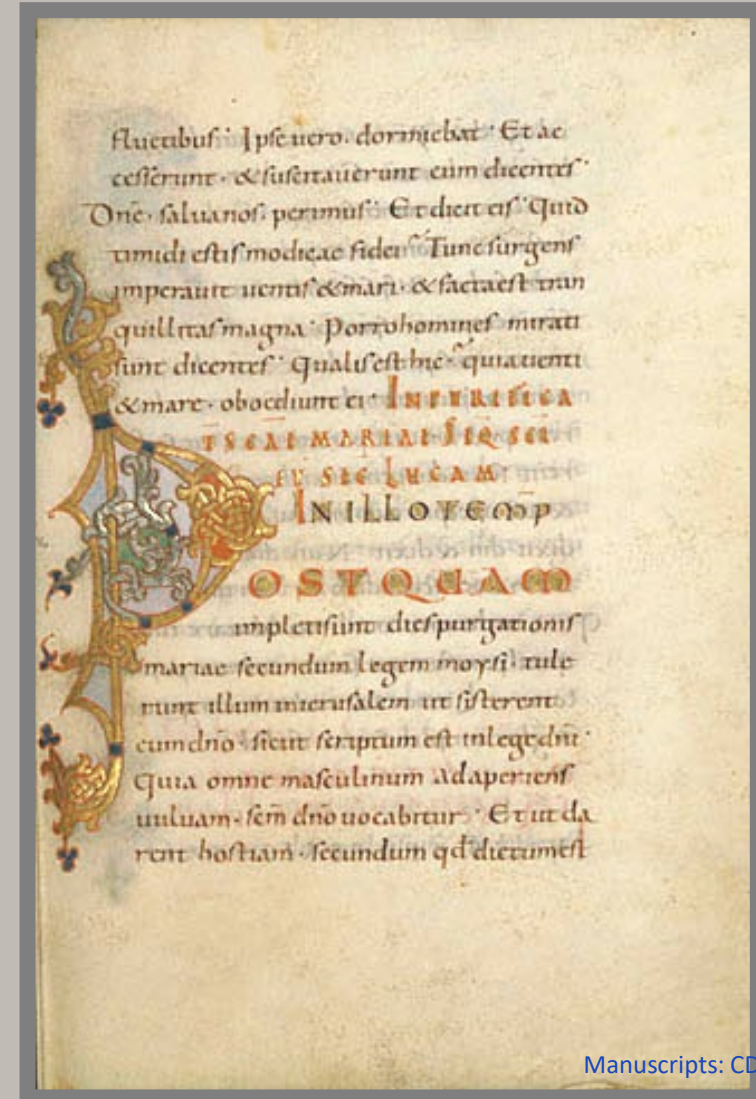 fluctibus. Ipse uero. dormiebat. Et ac
cesserunt. & suscitauerunt eum dicentes.
Dne. saluanos. perimus. Et dicit eis. Quid
timidi estis modicae fidei. Tunc surgens
imperauit uentis & mari. & facta est tran
quillitas magna. Porro homines mirati
sunt dicentes. Qualis est hic. quia uenti
& mare. oboediunt ei. IN PURIFICA
T SCAE MARIAE SEQ SCI
EU SEC LUCAM.
IN ILLO TEMP
POSTQUAM
impleti sunt dies purgationis
mariae secundum legem moysi. tule
runt illum in ierusalem ut sisterent
eum dno. sicut scriptum est in lege dni.
Quia omne masculinum adaperiens
uuluam. scm dno uocabitur. Et ut da
rent hostiam. secundum qd dictum est
Manuscripts: CD